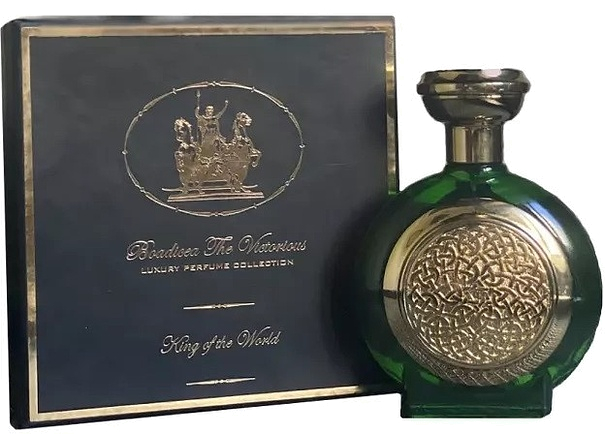 Boadicea The Victorious
LUXURY PERFUME COLLECTION
King of the World